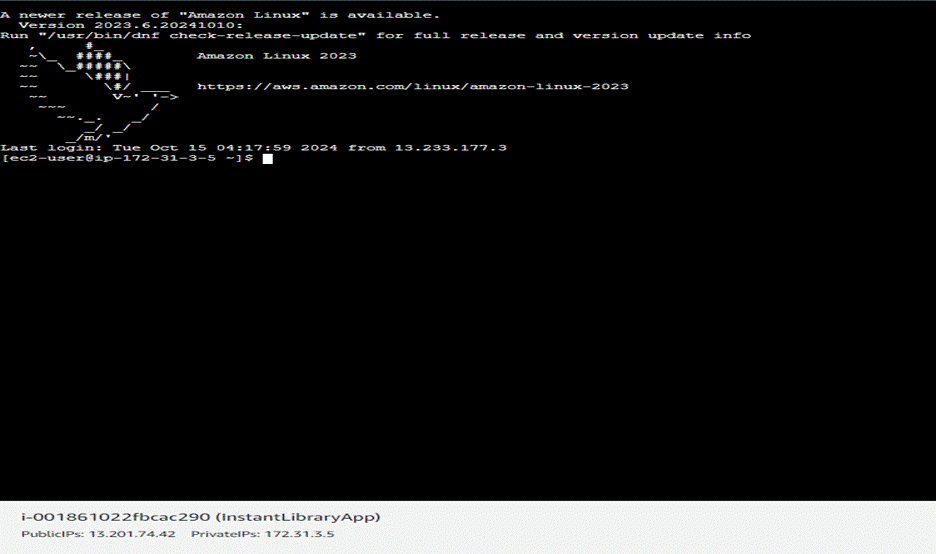 A newer release of "Amazon Linux" is available.
  Version 2023.6.20241010:
Run "/usr/bin/dnf check-release-update" for full release and version update info
   ,     #_
   ~\_  ####_        Amazon Linux 2023
  ~~  \_#####\
  ~~     \###|
  ~~       \#/ ___   https://aws.amazon.com/linux/amazon-linux-2023
   ~~       V~' '->
    ~~~         /
      ~~._.   _/
         _/ _/
       _/m/'
Last login: Tue Oct 15 04:17:59 2024 from 13.233.177.3
[ec2-user@ip-172-31-3-5 ~]$
i-001861022fbcac290 (InstantLibraryApp)
PublicIPs: 13.201.74.42    PrivateIPs: 172.31.3.5